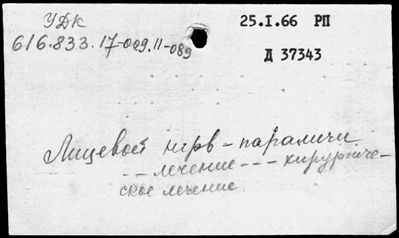 УДК
616.833.17-009.11-089
25.I.66 РП
Д 37343
Лицевой нерв - параличи
-- лечение --- хирургиче-
ское лечение